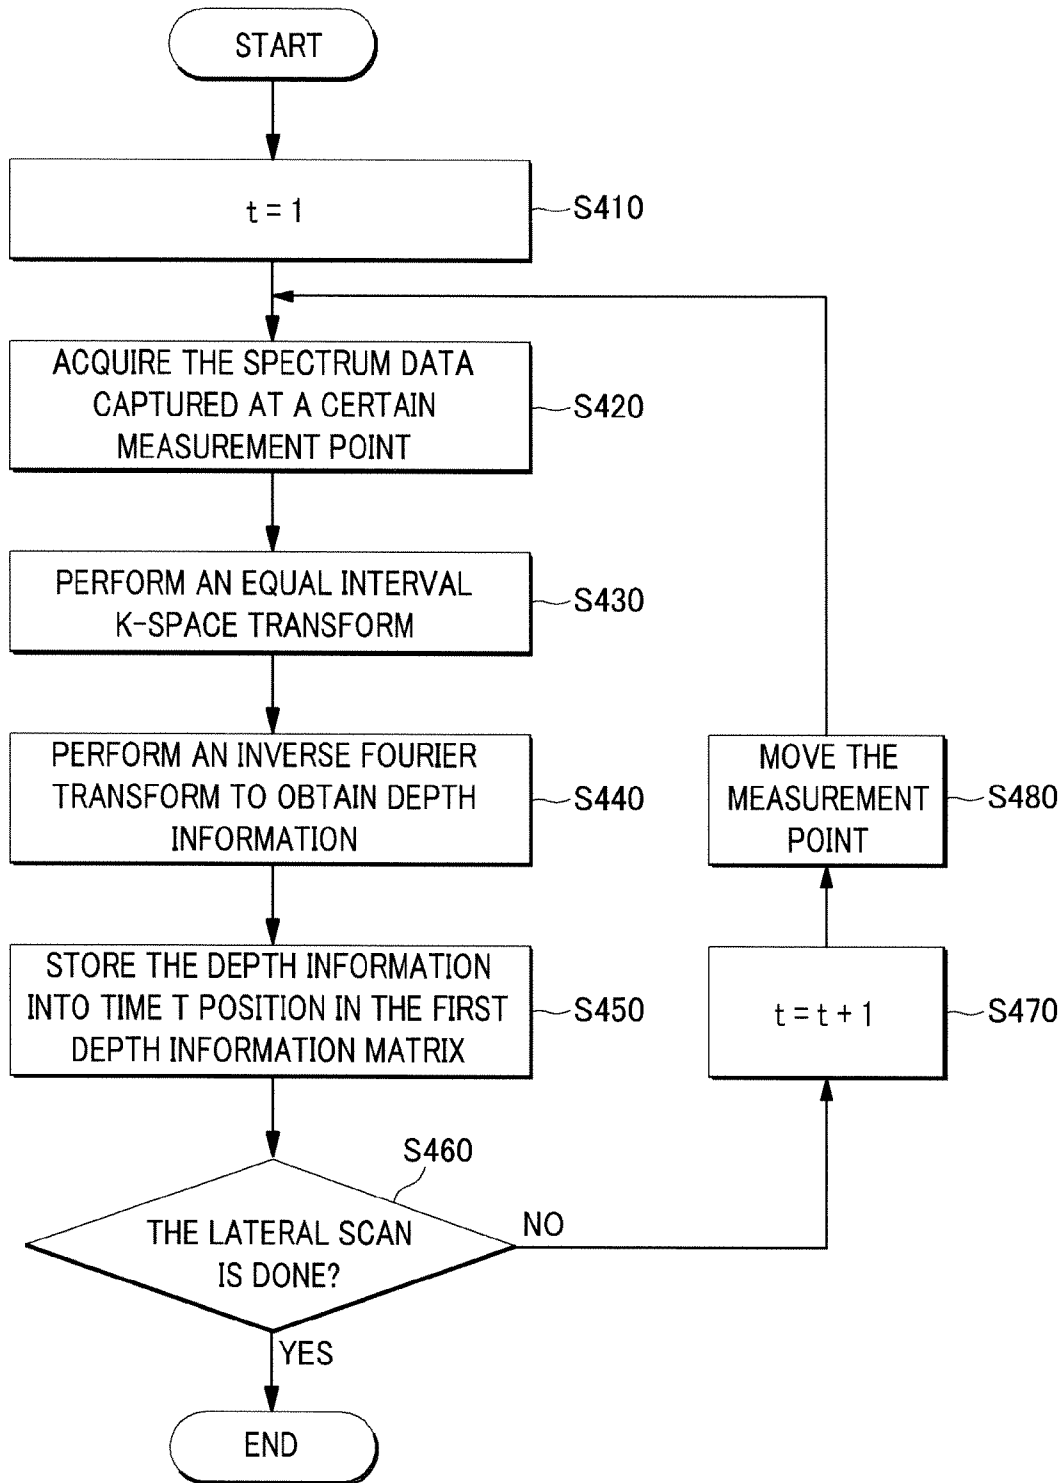 START
t = 1
S410
ACQUIRE THE SPECTRUM DATA
CAPTURED AT A CERTAIN
MEASUREMENT POINT
S420
PERFORM AN EQUAL INTERVAL
K-SPACE TRANSFORM
S430
PERFORM AN INVERSE FOURIER
TRANSFORM TO OBTAIN DEPTH
INFORMATION
S440
STORE THE DEPTH INFORMATION
INTO TIME T POSITION IN THE FIRST
DEPTH INFORMATION MATRIX
S450
S460
THE LATERAL SCAN
IS DONE?
NO
YES
t = t + 1
S470
MOVE THE
MEASUREMENT
POINT
S480
END